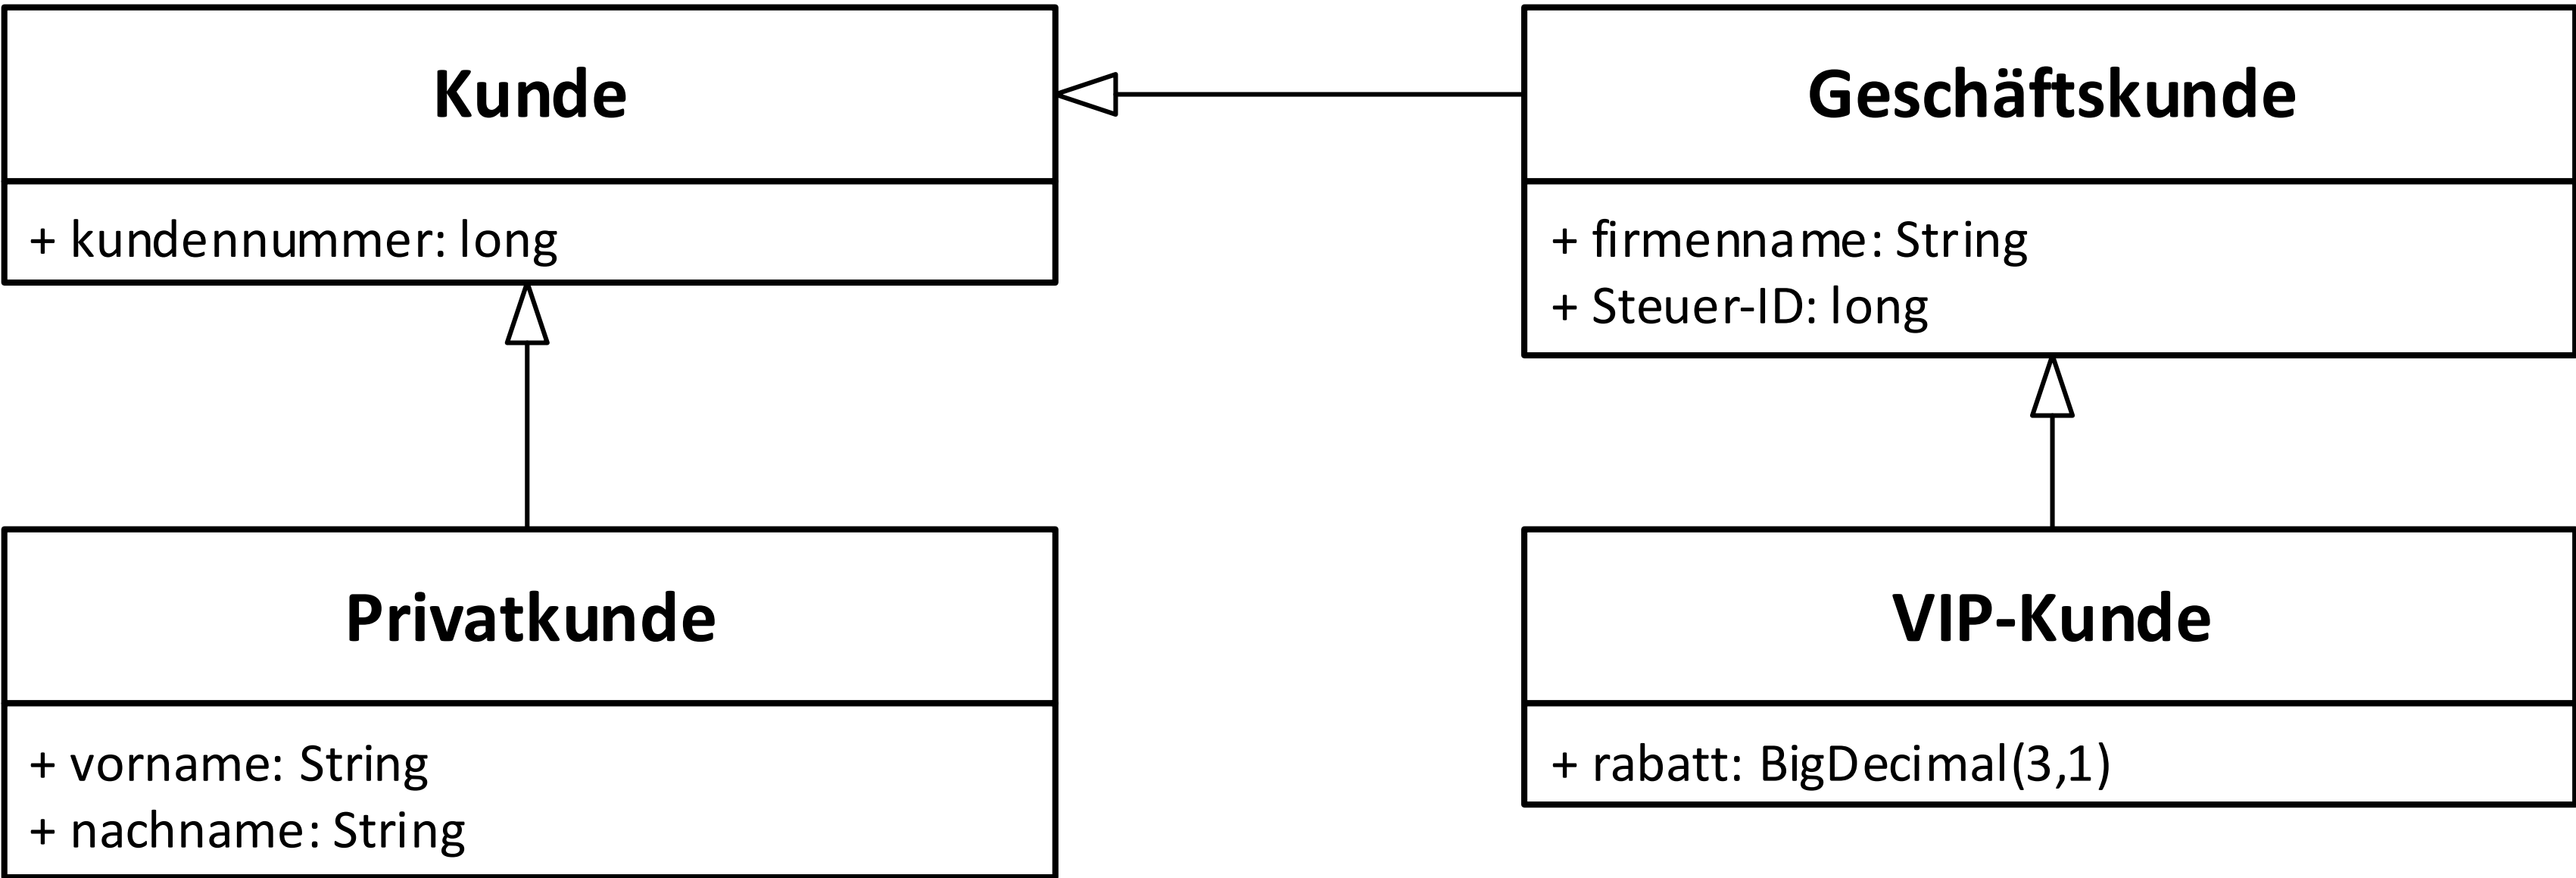 Kunde
+ kundennummer: long
Geschäftskunde
+ firmenname: String
+ Steuer-ID: long
Privatkunde
+ vorname: String
+ nachname: String
VIP-Kunde
+ rabatt: BigDecimal(3,1)